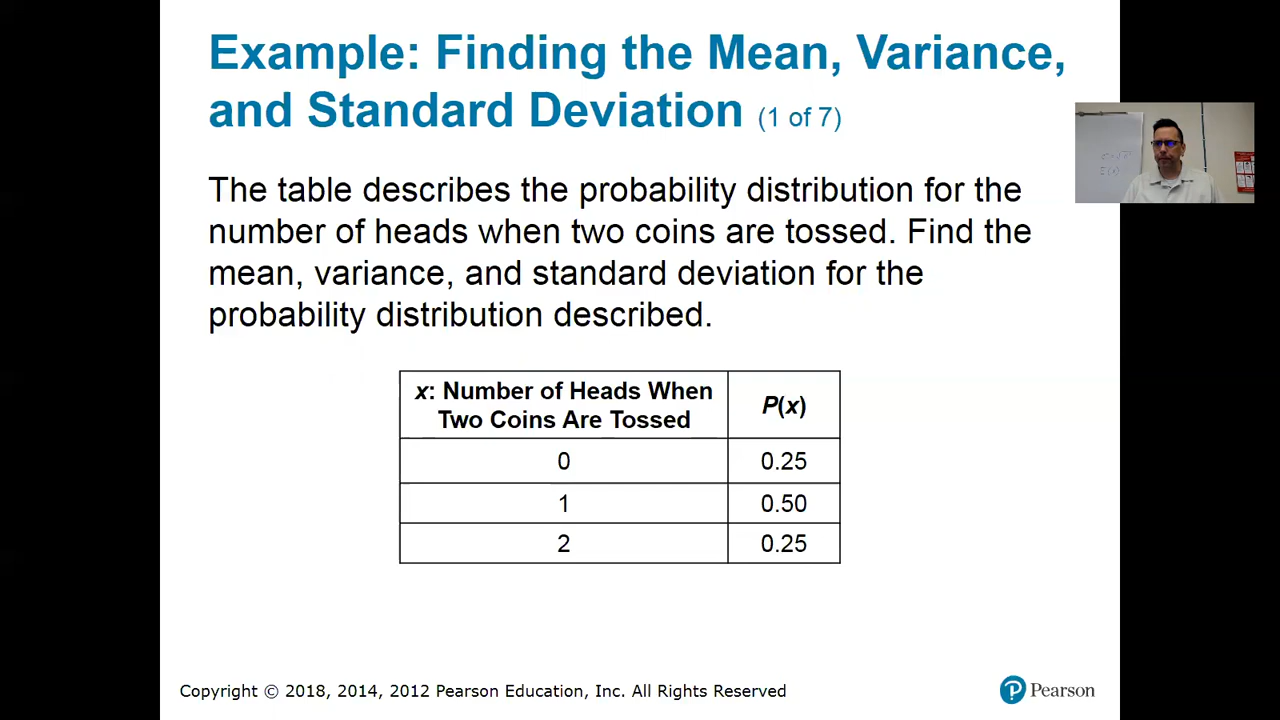 Example: Finding the Mean, Variance,
and Standard Deviation (1 of 7)
The table describes the probability distribution for the
number of heads when two coins are tossed. Find the
mean, variance, and standard deviation for the
probability distribution described.
x: Number of Heads When
Two Coins Are Tossed
P(x)
0 0.25
1 0.50
2 0.25
Copyright © 2018, 2014, 2012 Pearson Education, Inc. All Rights Reserved
Pearson